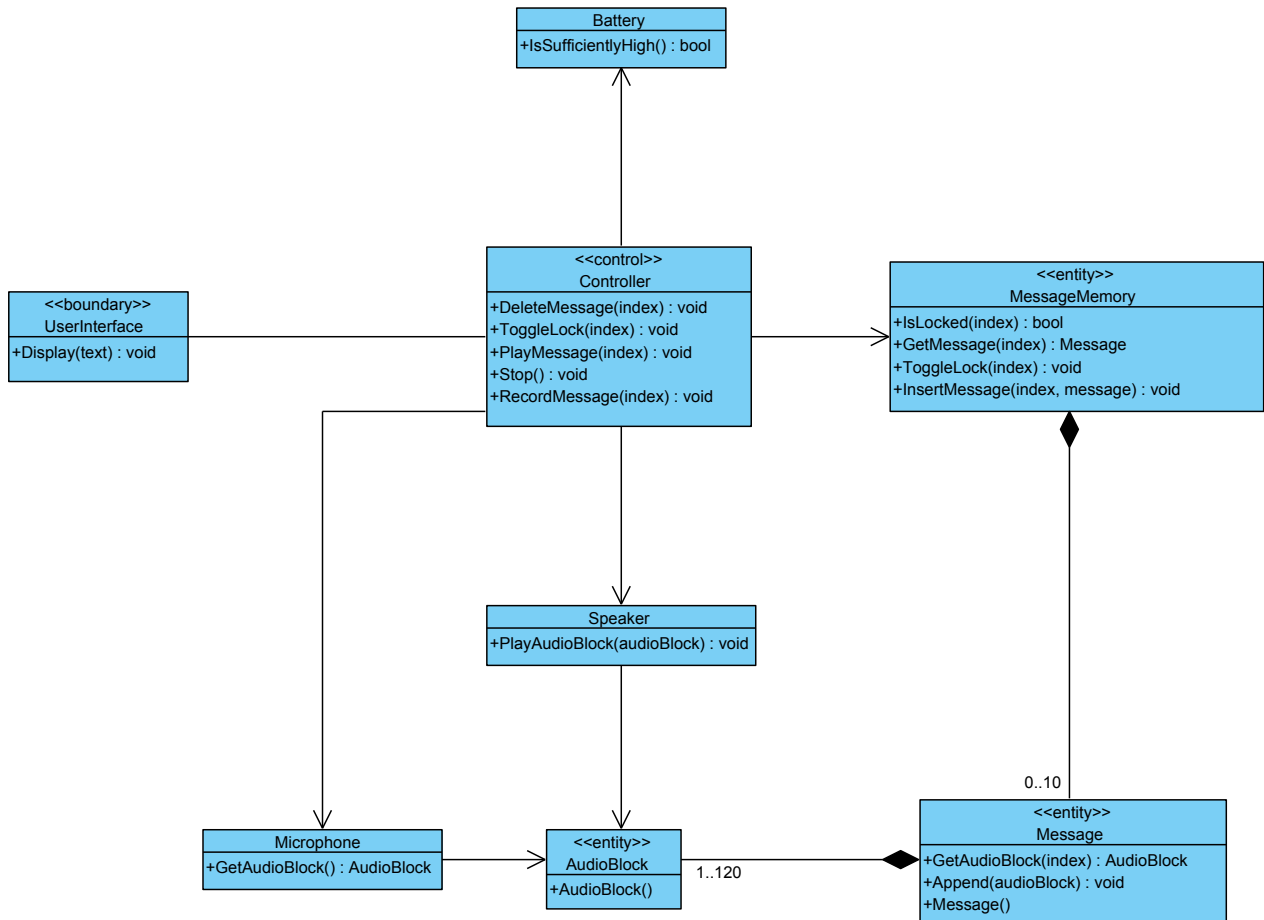 Battery
+IsSufficientlyHigh() : bool
<<control>>
Controller
+DeleteMessage(index) : void
+ToggleLock(index) : void
+PlayMessage(index) : void
+Stop() : void
+RecordMessage(index) : void
<<entity>>
MessageMemory
+IsLocked(index) : bool
+GetMessage(index) : Message
+ToggleLock(index) : void
+InsertMessage(index, message) : void
<<boundary>>
UserInterface
+Display(text) : void
Speaker
+PlayAudioBlock(audioBlock) : void
0..10
Microphone
+GetAudioBlock() : AudioBlock
<<entity>>
AudioBlock
+AudioBlock()
1..120
<<entity>>
Message
+GetAudioBlock(index) : AudioBlock
+Append(audioBlock) : void
+Message()